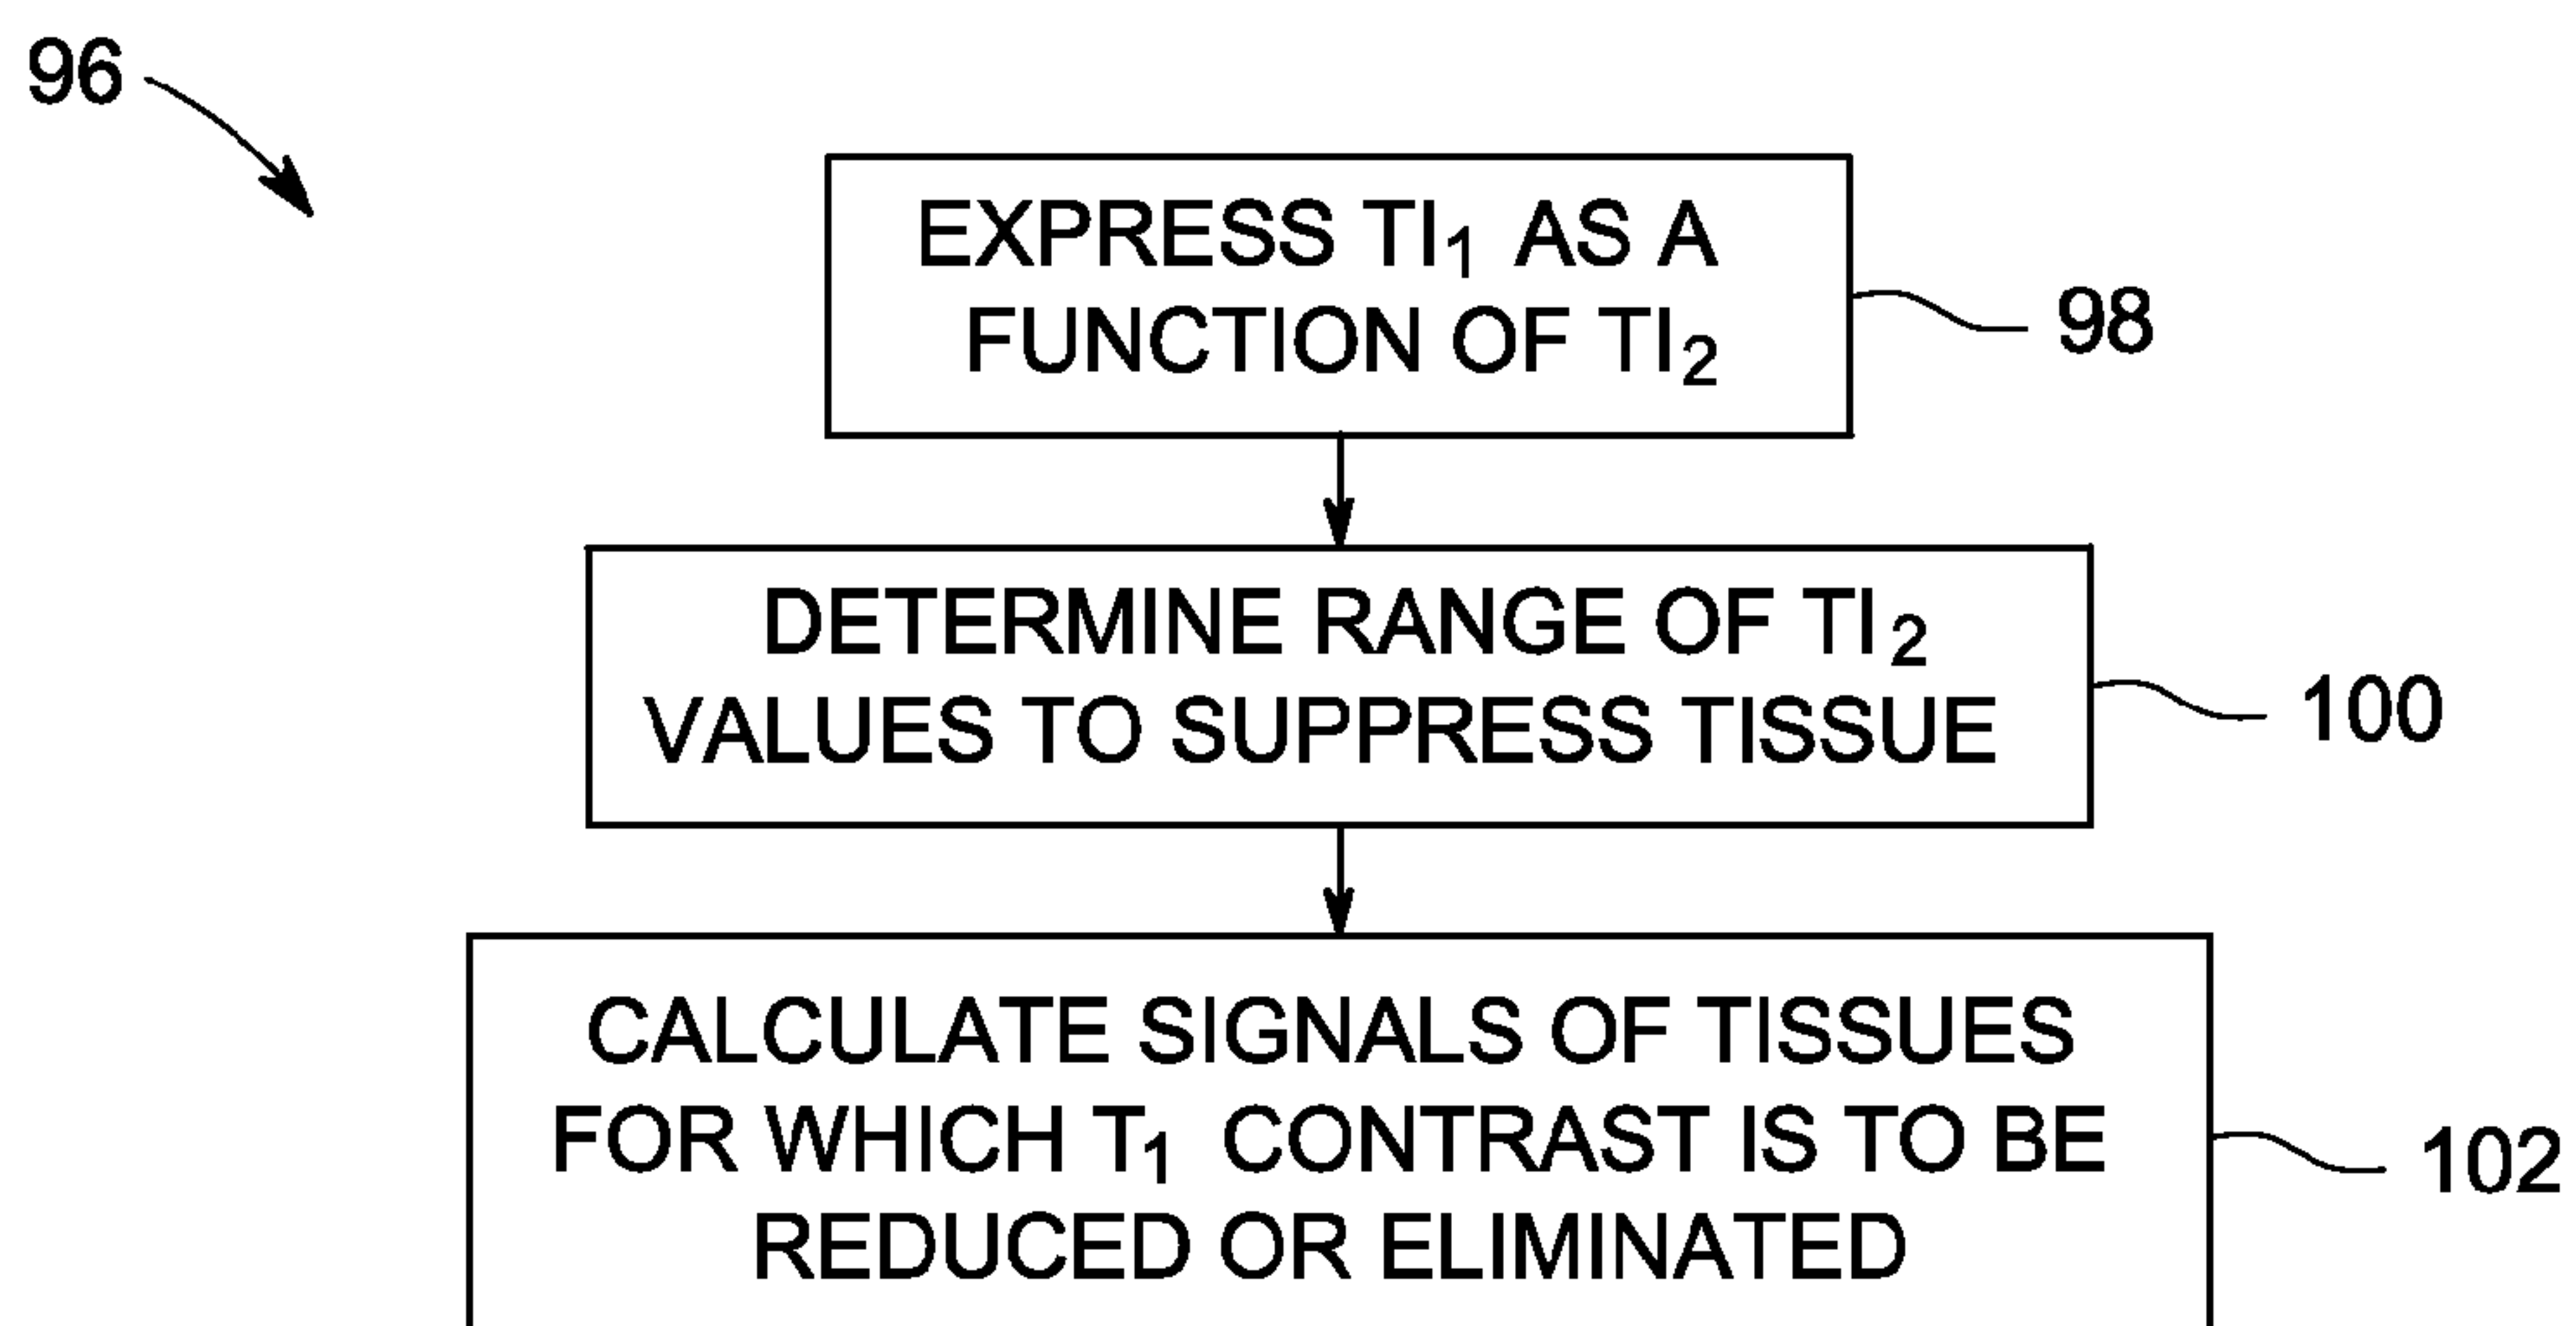 96
EXPRESS TI₁ AS A
FUNCTION OF TI₂
98
DETERMINE RANGE OF TI₂
VALUES TO SUPPRESS TISSUE
100
CALCULATE SIGNALS OF TISSUES
FOR WHICH T₁ CONTRAST IS TO BE
REDUCED OR ELIMINATED
102